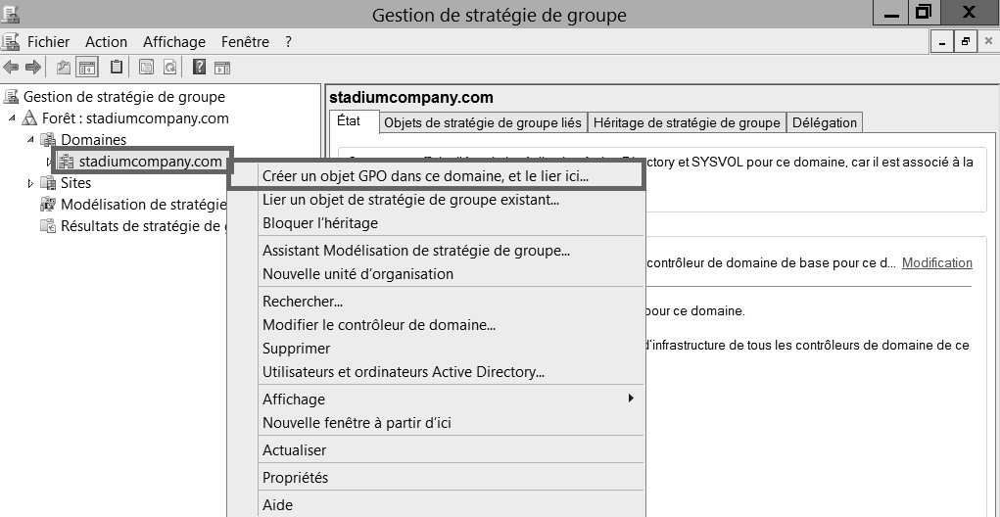 Gestion de stratégie de groupe
Fichier Action Affichage Fenêtre ?
Gestion de stratégie de groupe
Forêt : stadiumcompany.com
Domaines
stadiumcompany.com
Sites
Modélisation de stratégie
Résultats de stratégie de
stadiumcompany.com
État Objets de stratégie de groupe liés Héritage de stratégie de groupe Délégation
ctory et SYSVOL pour ce domaine, car il est associé à la
contrôleur de domaine de base pour ce d... Modification
pour ce domaine.
d'infrastructure de tous les contrôleurs de domaine de ce
Créer un objet GPO dans ce domaine, et le lier ici...
Lier un objet de stratégie de groupe existant...
Bloquer l'héritage
Assistant Modélisation de stratégie de groupe...
Nouvelle unité d'organisation
Rechercher...
Modifier le contrôleur de domaine...
Supprimer
Utilisateurs et ordinateurs Active Directory...
Affichage
Nouvelle fenêtre à partir d'ici
Actualiser
Propriétés
Aide